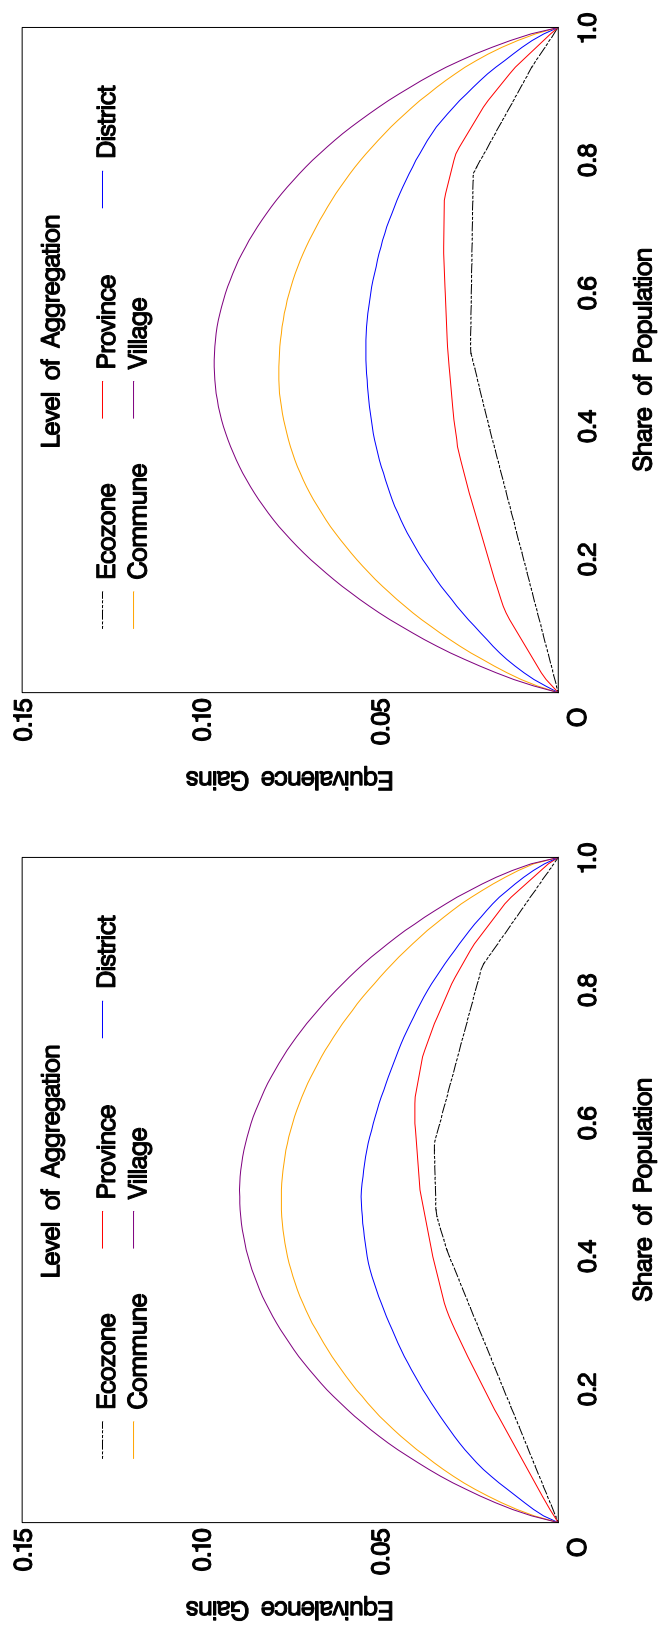 Level of Aggregation
Ecozone Province District
Commune Village
Equivalence Gains
0.15
0.10
0.05
O
0.2 0.4 0.6 0.8 1.0
Share of Population
Level of Aggregation
Ecozone Province District
Commune Village
Equivalence Gains
0.15
0.10
0.05
O
0.2 0.4 0.6 0.8 1.0
Share of Population